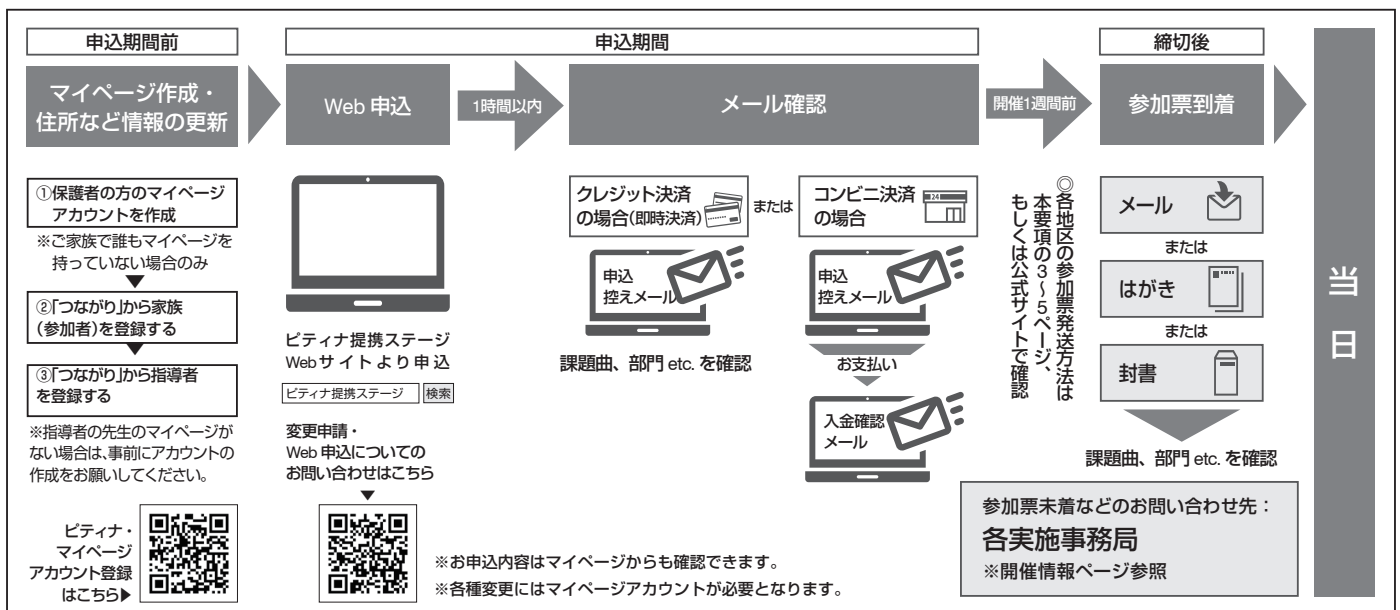 申込期間前
マイページ作成・
住所など情報の更新
①保護者の方のマイページ
アカウントを作成
※ご家族で誰もマイページを
持っていない場合のみ
▼
②「つながり」から家族
(参加者)を登録する
▼
③「つながり」から指導者
を登録する
※指導者の先生のマイページが
ない場合は、事前にアカウントの
作成をお願いしてください。
ピティナ・
マイページ
アカウント登録
はこちら▶
申込期間
Web 申込
1時間以内
メール確認
ピティナ提携ステージ
Webサイトより申込
ピティナ提携ステージ 検索
変更申請・
Web 申込についての
お問い合わせはこちら
▼
クレジット決済
の場合(即時決済)
または
コンビニ決済
の場合
24
申込
控えメール
課題曲、部門 etc. を確認
申込
控えメール
お支払い
入金確認
メール
※お申込内容はマイページからも確認できます。
※各種変更にはマイページアカウントが必要となります。
開催1週間前
◎各地区の参加票発送方法は
本要項の3〜5ページ、
もしくは公式サイトで確認
締切後
参加票到着
メール
または
はがき
または
封書
課題曲、部門 etc. を確認
参加票未着などのお問い合わせ先：
各実施事務局
※開催情報ページ参照
当日